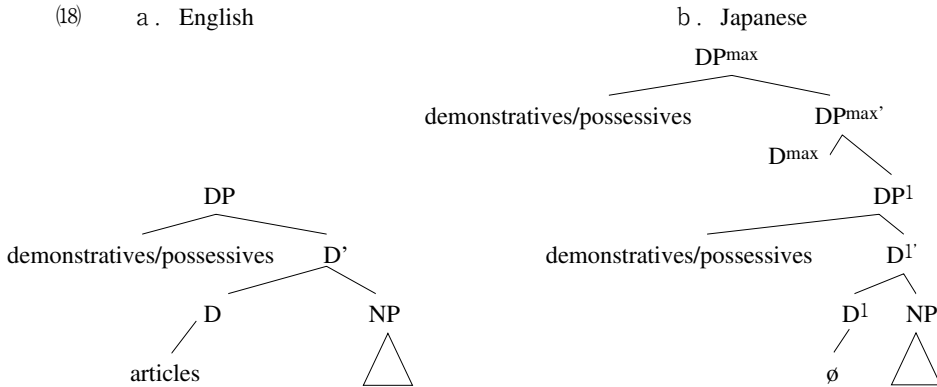 (18) a. English b. Japanese
DPmax
demonstratives/possessives DPmax'
Dmax
DP DP1
demonstratives/possessives D' demonstratives/possessives D1'
D NP D1 NP
articles ø